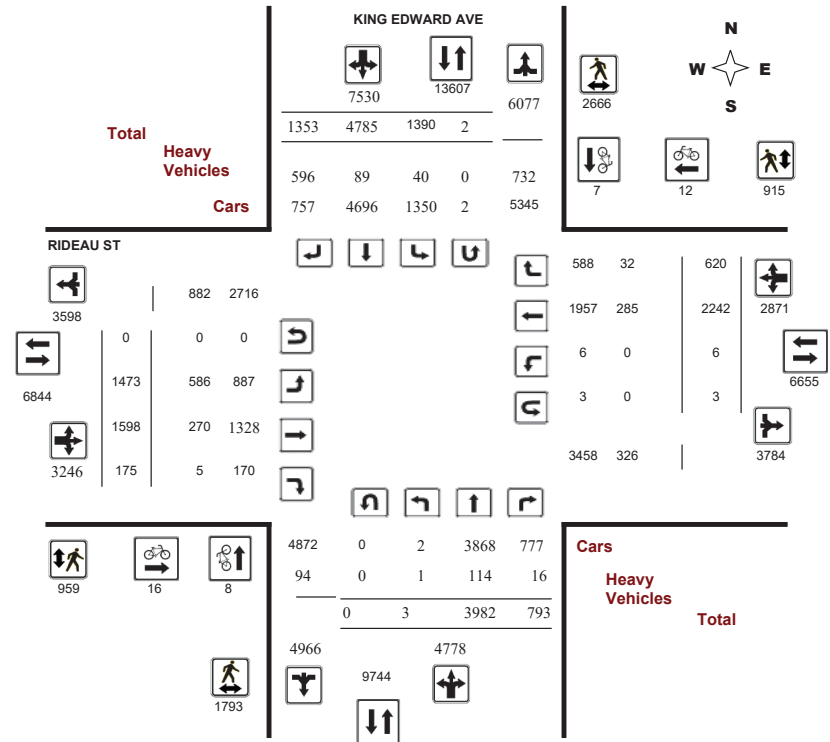 KING EDWARD AVE
N
W E
S
7530
13607
6077
2666
Total
1353 4785 1390 2
Heavy
Vehicles
596 89 40 0 732
Cars
757 4696 1350 2 5345
7
12
915
RIDEAU ST
3598
882 2716
588 32 620
2871
0 0 0
1957 285 2242
6844
1473 586 887
6 0 6
6655
1598 270 1328
3 0 3
3246
175 5 170
3458 326
3784
959
16
8
4872 0 2 3868 777
94 0 1 114 16
0 3 3982 793
Cars
Heavy
Vehicles
Total
4966
4778
9744
1793